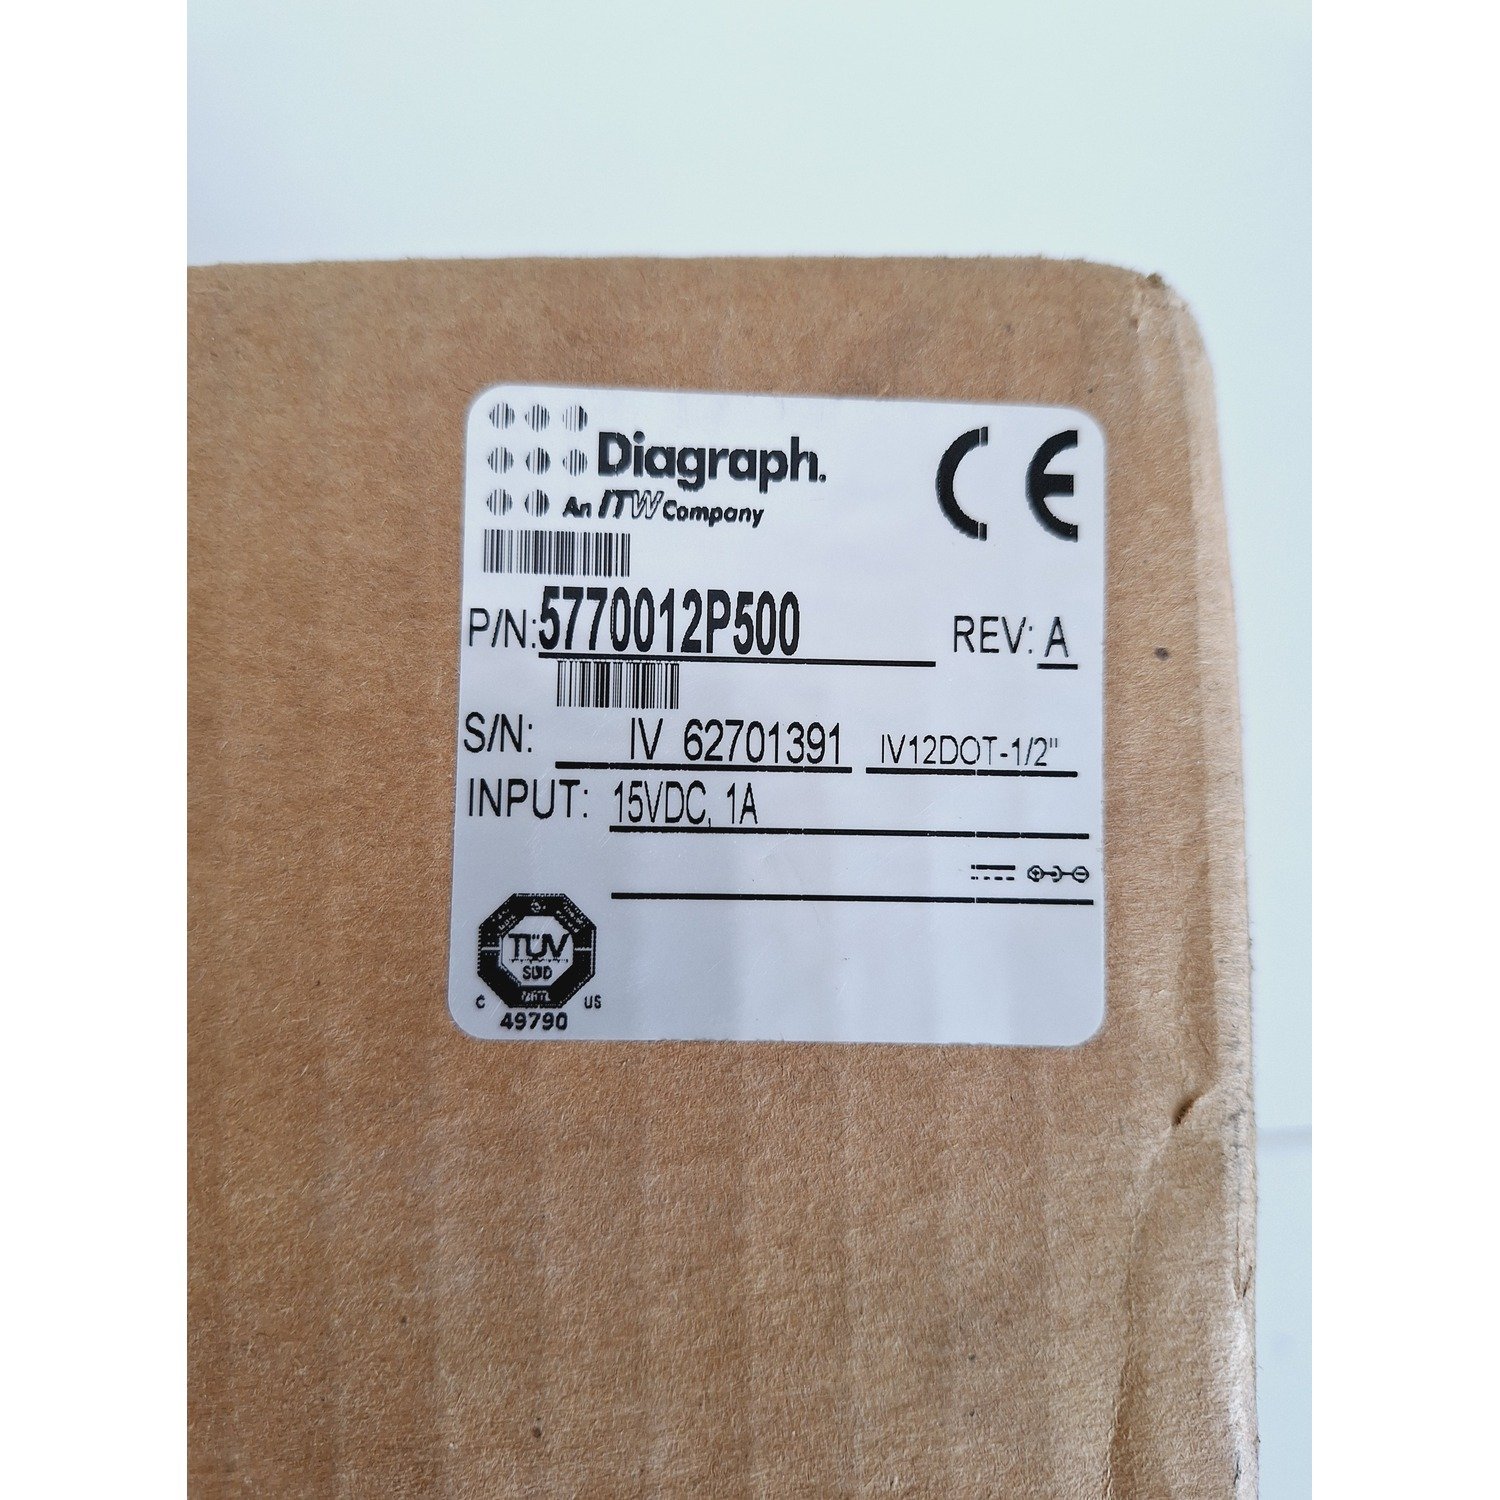 Diagraph.
An ITW Company
CE
P/N: 5770012P500 REV: A
S/N: IV 62701391 IV12DOT-1/2"
INPUT: 15VDC, 1A
TÜV
SÜD
C US
49790